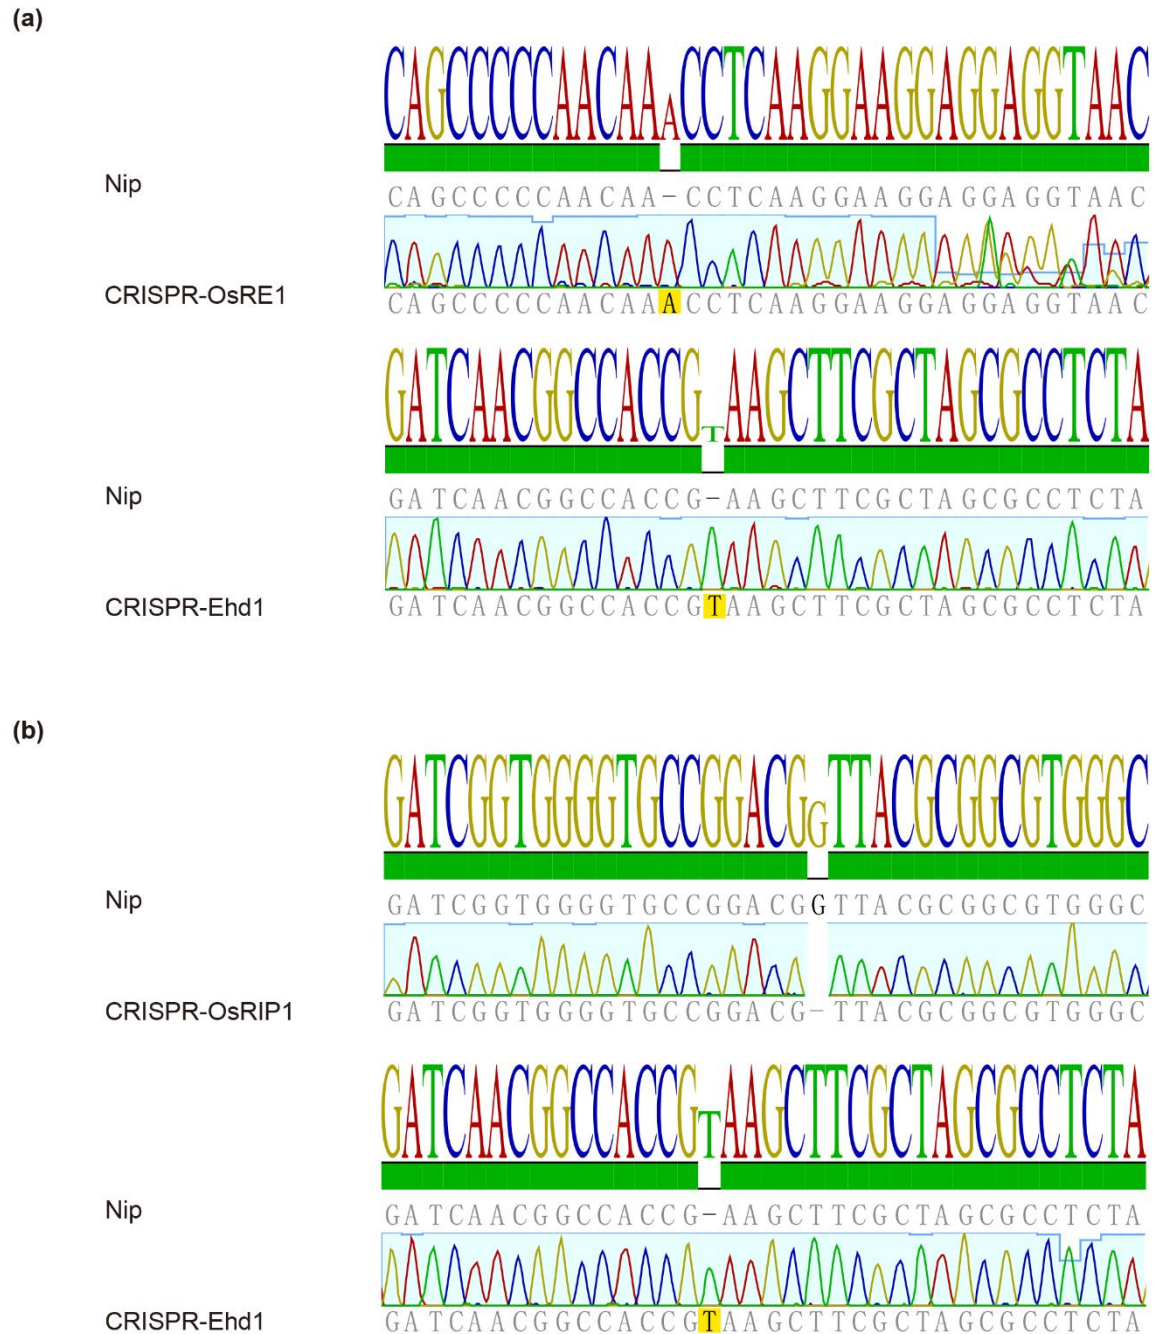 (a)
CAGCCCCCAACAAACCTCAAGGAAGGAGGAGGTAAC
Nip
CAGCCCCCAACAA-CCTCAAGGAAGGAGGAGGTAAC
CRISPR-OsRE1
CAGCCCCCAACAAACCTCAAGGAAGGAGGAGGTAAC
GATCAACGGCCACCGTAAGCTTCGCTAGCGCCTCTA
Nip
GATCAACGGCCACCG-AAGCTTCGCTAGCGCCTCTA
CRISPR-Ehd1
GATCAACGGCCACCGTAAGCTTCGCTAGCGCCTCTA
(b)
GATCGGTGGGGTGCCGGACGGTTACGCGGCGTGGGC
Nip
GATCGGTGGGGTGCCGGACGGTTACGCGGCGTGGGC
CRISPR-OsRIP1
GATCGGTGGGGTGCCGGACG-TTACGCGGCGTGGGC
GATCAACGGCCACCGTAAGCTTCGCTAGCGCCTCTA
Nip
GATCAACGGCCACCG-AAGCTTCGCTAGCGCCTCTA
CRISPR-Ehd1
GATCAACGGCCACCGTAAGCTTCGCTAGCGCCTCTA